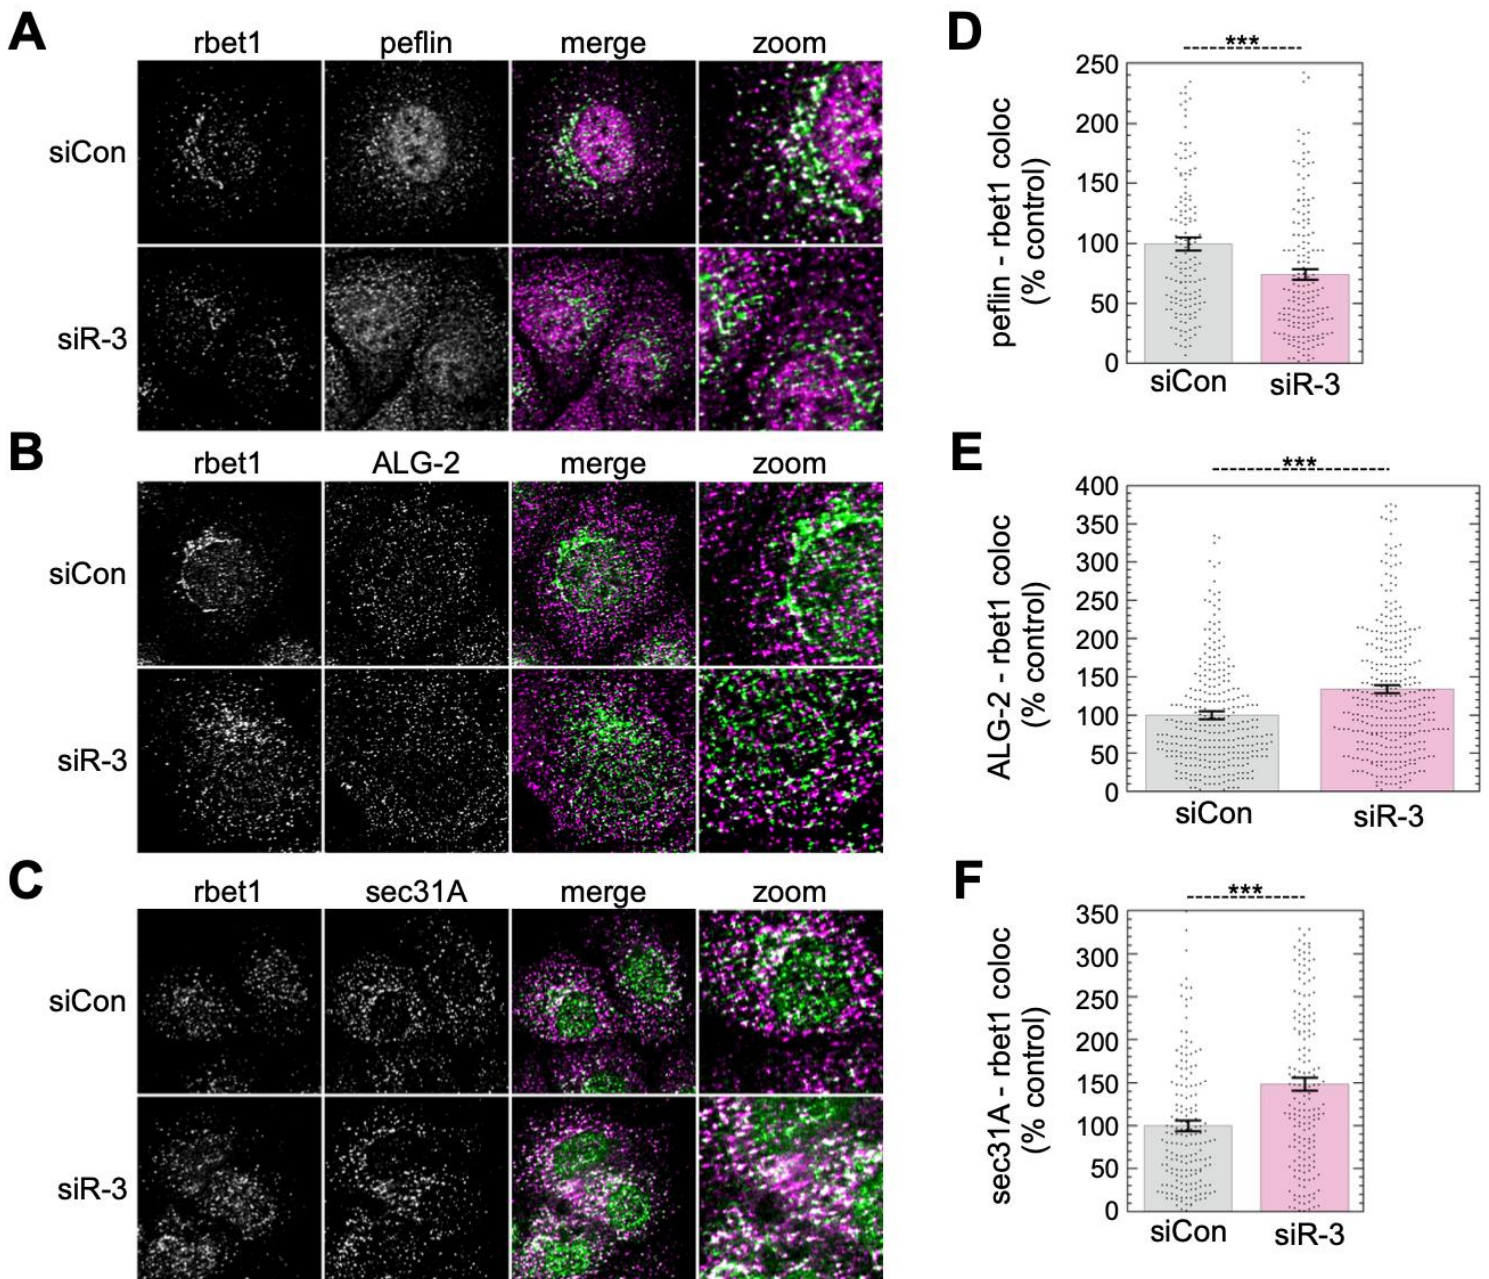 A
rbet1 peflin merge zoom
siCon
siR-3
B
rbet1 ALG-2 merge zoom
siCon
siR-3
C
rbet1 sec31A merge zoom
siCon
siR-3
D
***
peflin - rbet1 coloc
(% control)
250
200
150
100
50
0
siCon siR-3
E
***
ALG-2 - rbet1 coloc
(% control)
400
350
300
250
200
150
100
50
0
siCon siR-3
F
***
sec31A - rbet1 coloc
(% control)
350
300
250
200
150
100
50
0
siCon siR-3